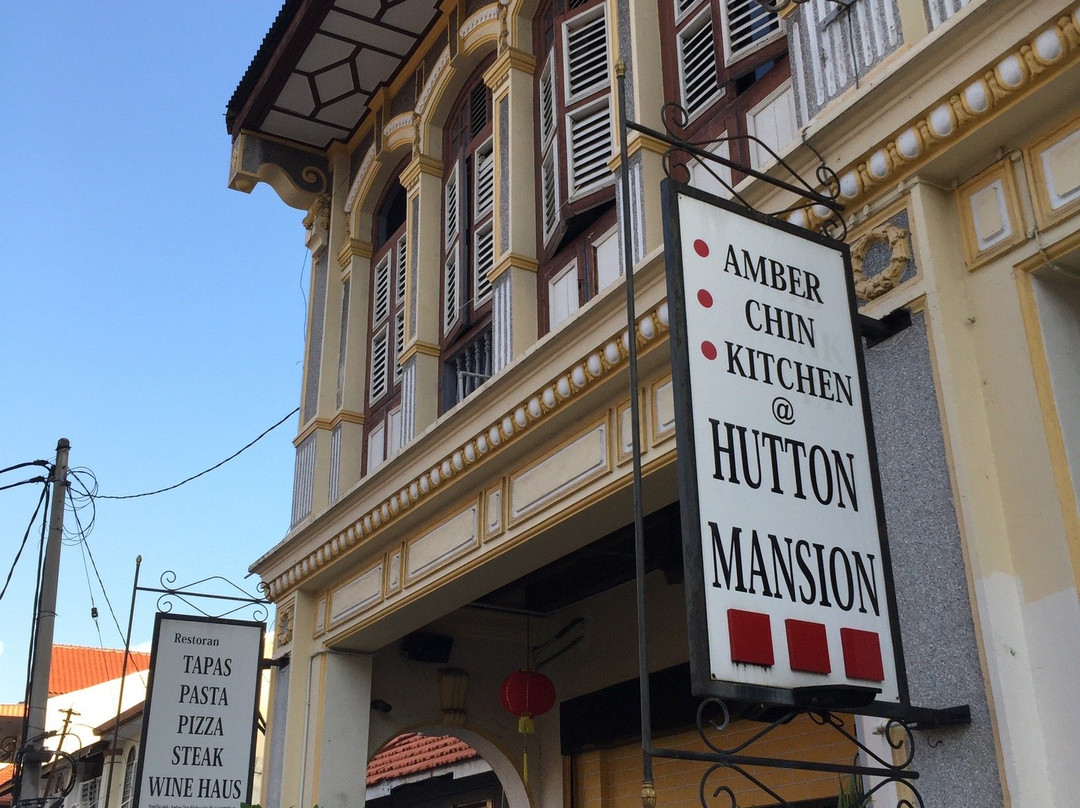 AMBER
CHIN
KITCHEN
@
HUTTON
MANSION
Restoran
TAPAS
PASTA
PIZZA
STEAK
WINE HAUS